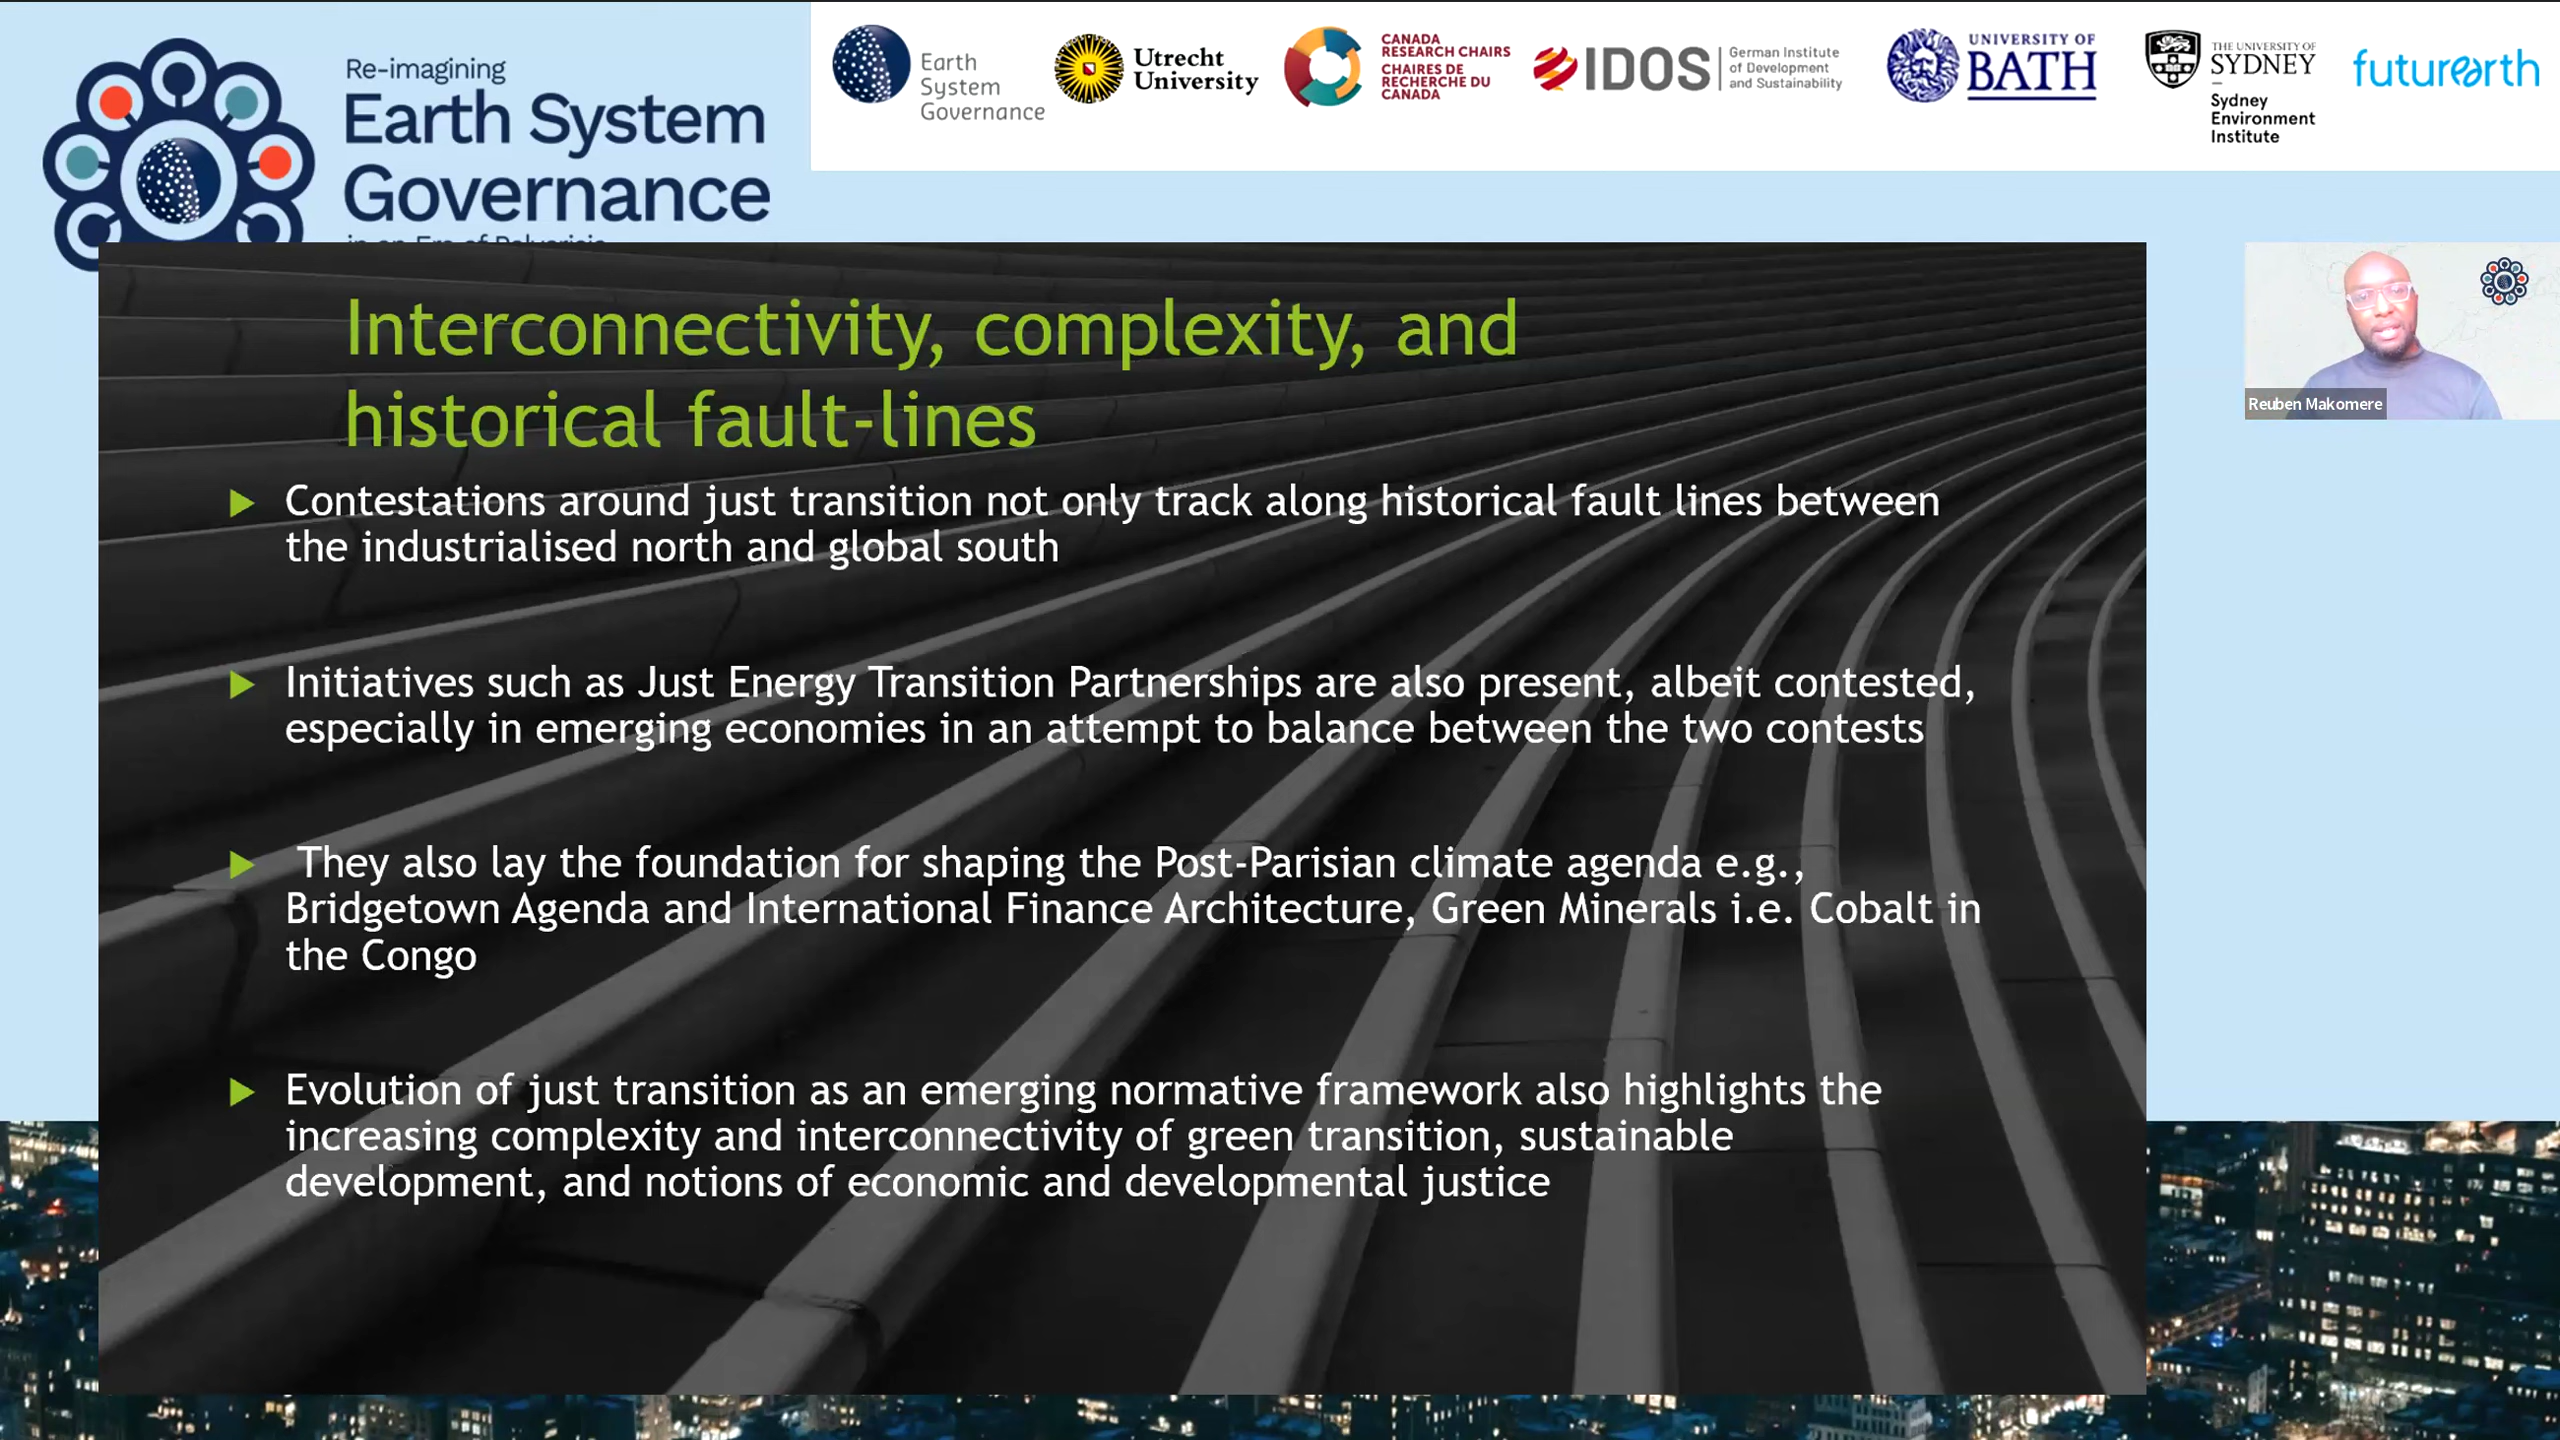 Re-imagining
Earth System
Governance
in an Era of Polycrisis
Earth
System
Governance
Utrecht
University
CANADA
RESEARCH CHAIRS
CHAIRES DE
RECHERCHE DU
CANADA
IDOS
German Institute
of Development
and Sustainability
UNIVERSITY OF
BATH
THE UNIVERSITY OF
SYDNEY
Sydney
Environment
Institute
futurearth
Interconnectivity, complexity, and
historical fault-lines
Contestations around just transition not only track along historical fault lines between
the industrialised north and global south
Initiatives such as Just Energy Transition Partnerships are also present, albeit contested,
especially in emerging economies in an attempt to balance between the two contests
They also lay the foundation for shaping the Post-Parisian climate agenda e.g.,
Bridgetown Agenda and International Finance Architecture, Green Minerals i.e. Cobalt in
the Congo
Evolution of just transition as an emerging normative framework also highlights the
increasing complexity and interconnectivity of green transition, sustainable
development, and notions of economic and developmental justice
Reuben Makomere